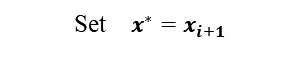 Set x* = x_{i+1}